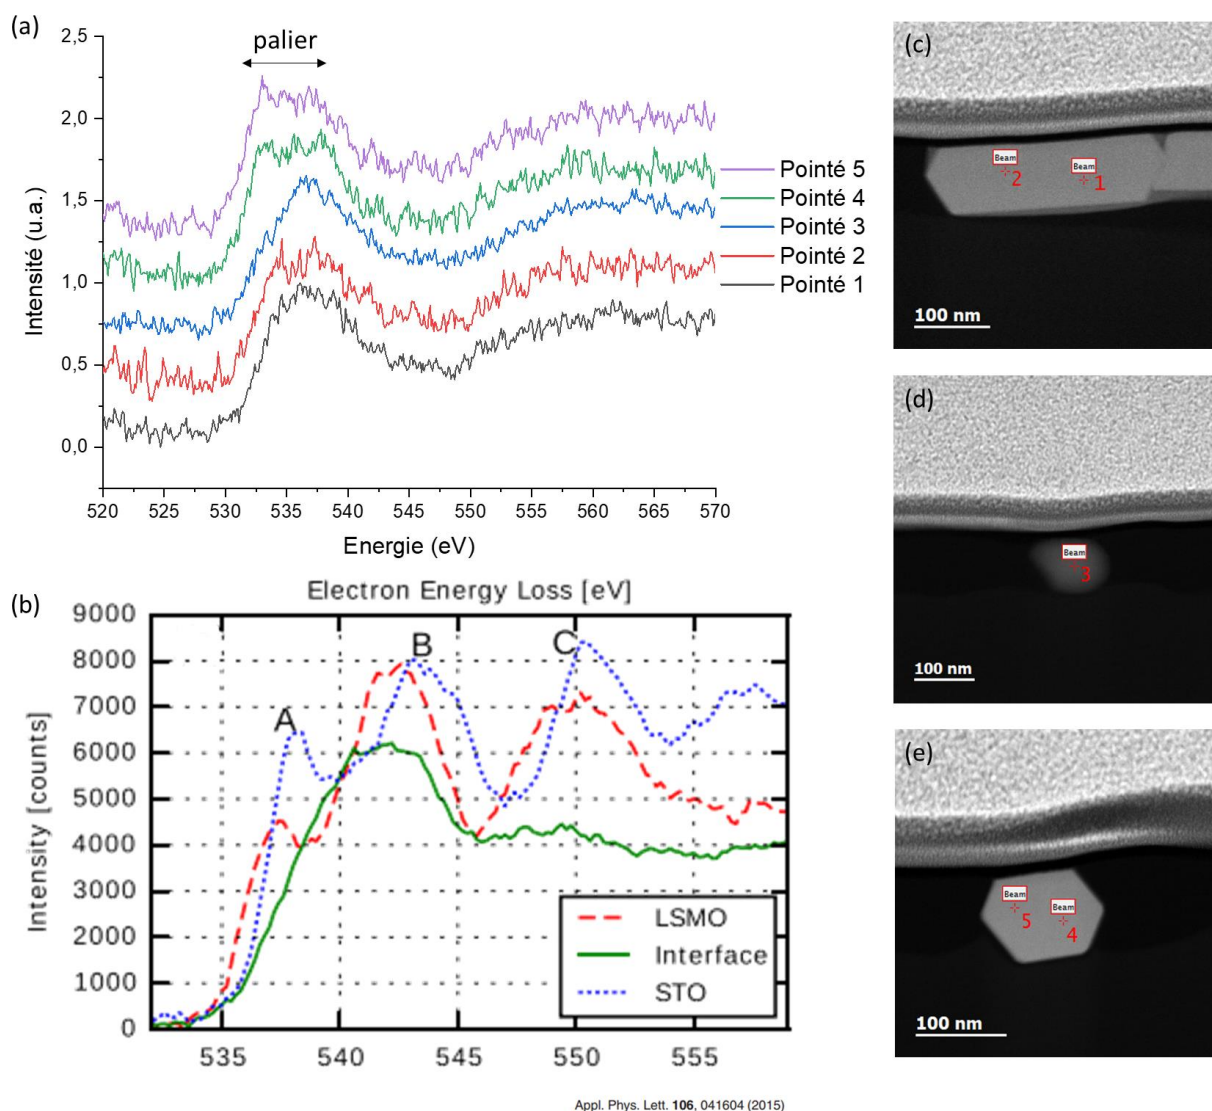 (a)
palier
2,5
2,0
1,5
1,0
0,5
0,0
Intensité (u.a.)
520 525 530 535 540 545 550 555 560 565 570
Energie (eV)
Pointé 5
Pointé 4
Pointé 3
Pointé 2
Pointé 1
(b)
Electron Energy Loss [eV]
9000
8000
7000
6000
5000
4000
3000
2000
1000
0
Intensity [counts]
A
B
C
LSMO
Interface
STO
535 540 545 550 555
Appl. Phys. Lett. 106, 041604 (2015)
(c)
Beam
2
Beam
1
100 nm
(d)
Beam
3
100 nm
(e)
Beam
5
Beam
4
100 nm